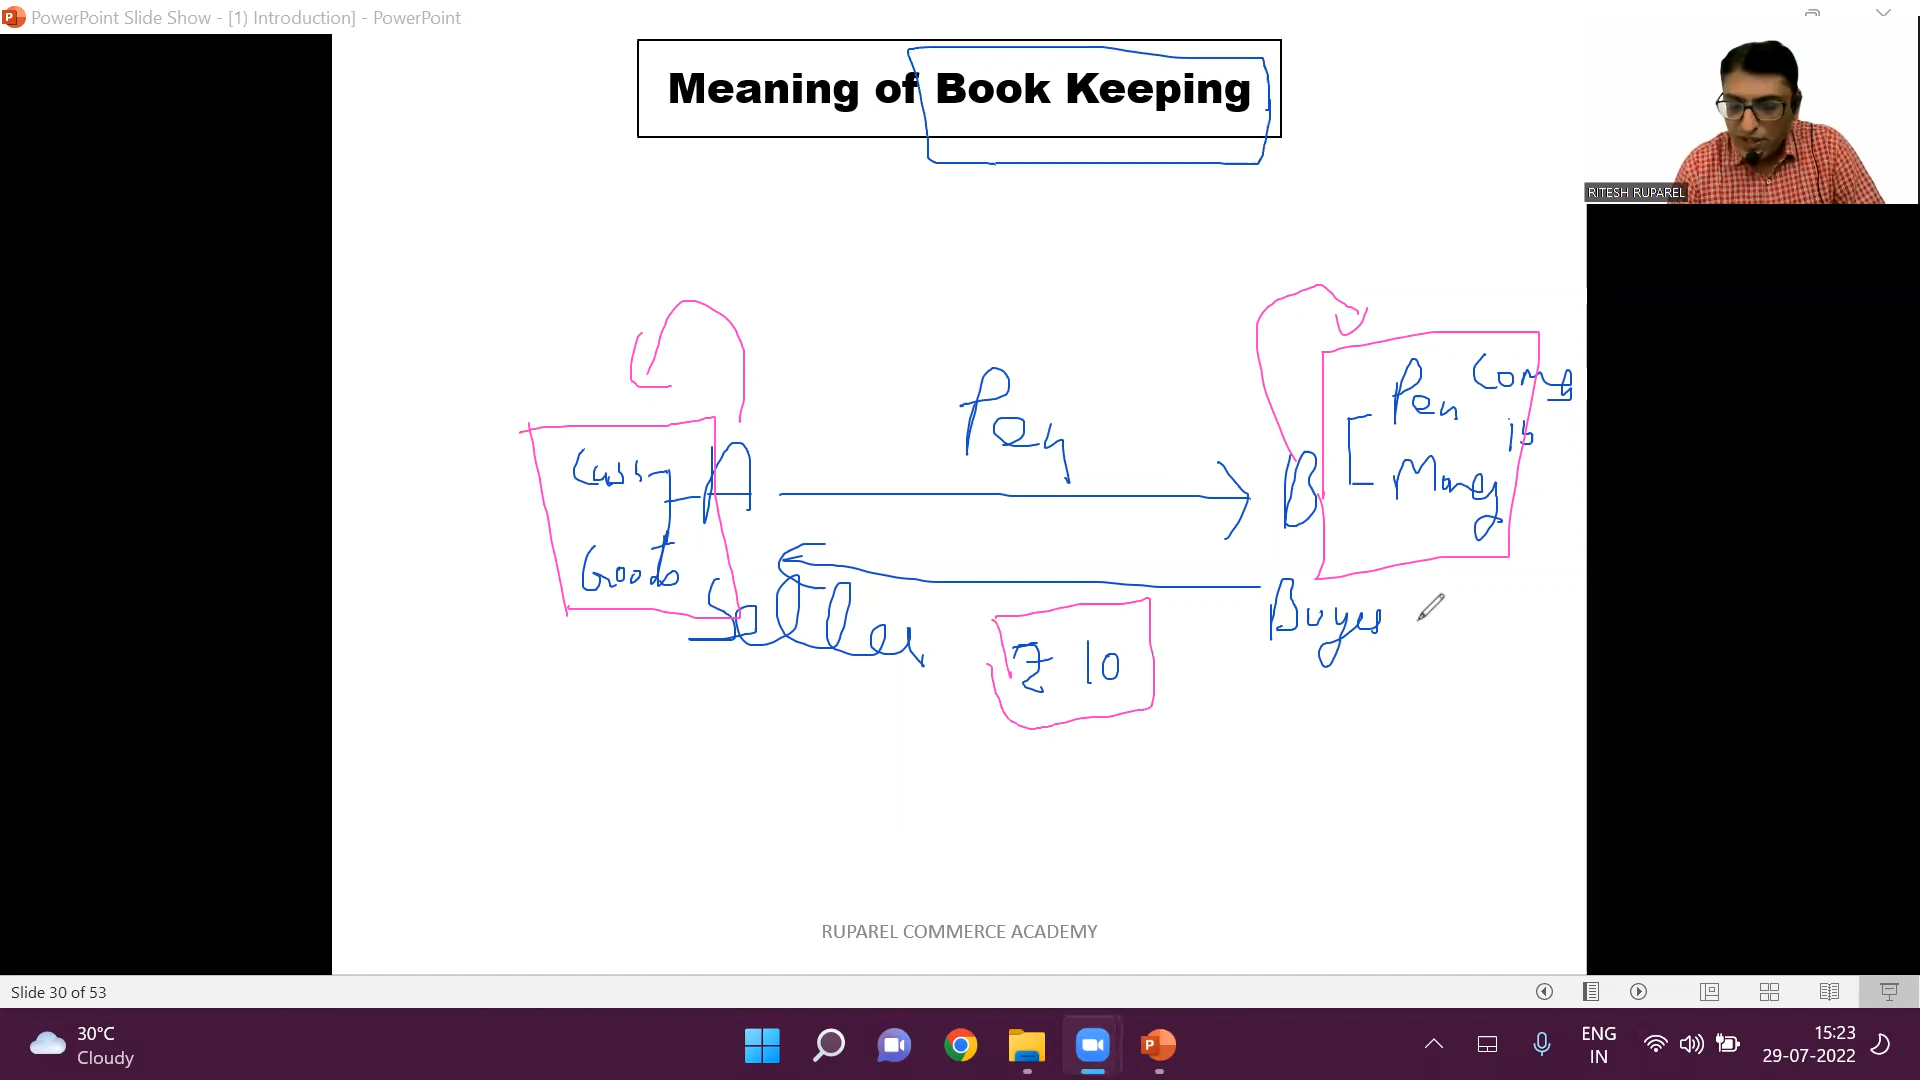 PowerPoint Slide Show - [1) Introduction] - PowerPoint
Meaning of Book Keeping
RITESH RUPAREL
Pen
Pen
Money
Cash
Goods
A
B
Seller
Buyer
₹ 10
RUPAREL COMMERCE ACADEMY
Slide 30 of 53
30°C
Cloudy
ENG
IN
15:23
29-07-2022